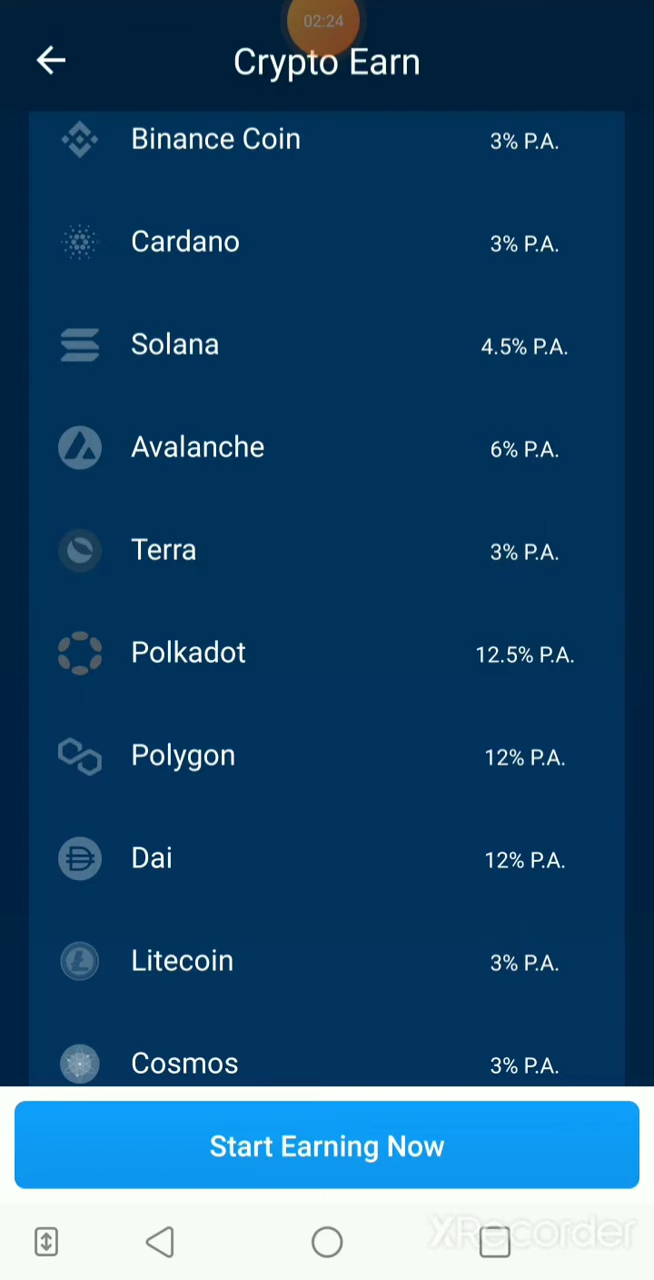 02:24
Crypto Earn
Binance Coin 3% P.A.
Cardano 3% P.A.
Solana 4.5% P.A.
Avalanche 6% P.A.
Terra 3% P.A.
Polkadot 12.5% P.A.
Polygon 12% P.A.
Dai 12% P.A.
Litecoin 3% P.A.
Cosmos 3% P.A.
Start Earning Now
XRecorder